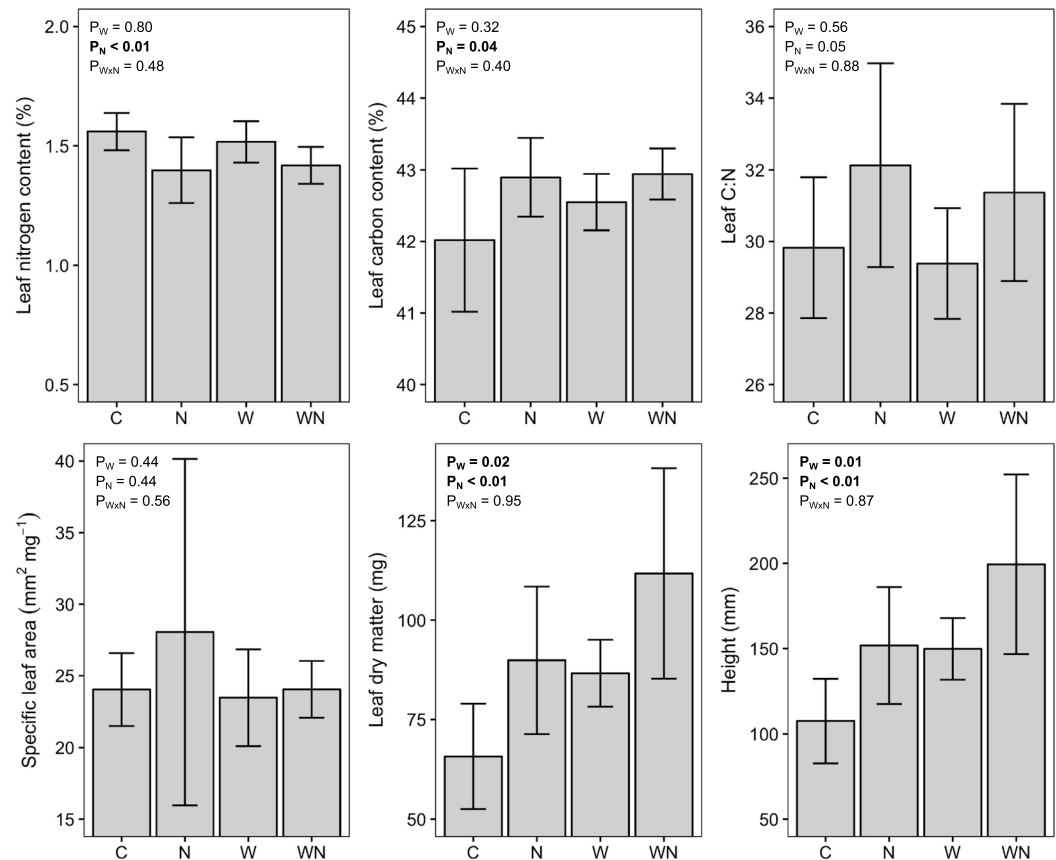 Leaf nitrogen content (%)
2.0
1.5
1.0
0.5
P_W = 0.80
P_N < 0.01
P_WxN = 0.48
C N W WN
Leaf carbon content (%)
45
44
43
42
41
40
P_W = 0.32
P_N = 0.04
P_WxN = 0.40
C N W WN
Leaf C:N
36
34
32
30
28
26
P_W = 0.56
P_N = 0.05
P_WxN = 0.88
C N W WN
Specific leaf area (mm² mg⁻¹)
40
35
30
25
20
15
P_W = 0.44
P_N = 0.44
P_WxN = 0.56
C N W WN
Leaf dry matter (mg)
125
100
75
50
P_W = 0.02
P_N < 0.01
P_WxN = 0.95
C N W WN
Height (mm)
250
200
150
100
50
P_W = 0.01
P_N < 0.01
P_WxN = 0.87
C N W WN